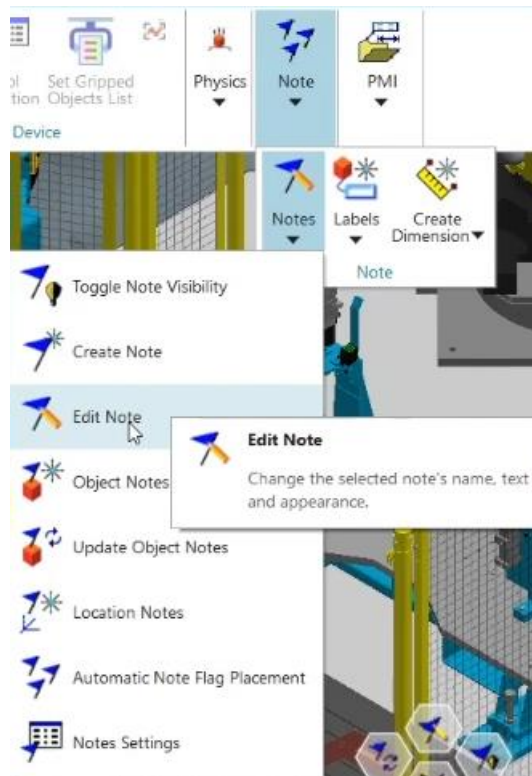 Set Gripped
tion Objects List
Device
Physics
Note
PMI
Notes
Labels
Create
Dimension
Note
Toggle Note Visibility
Create Note
Edit Note
Edit Note
Change the selected note's name, text
and appearance.
Object Notes
Update Object Notes
Location Notes
Automatic Note Flag Placement
Notes Settings